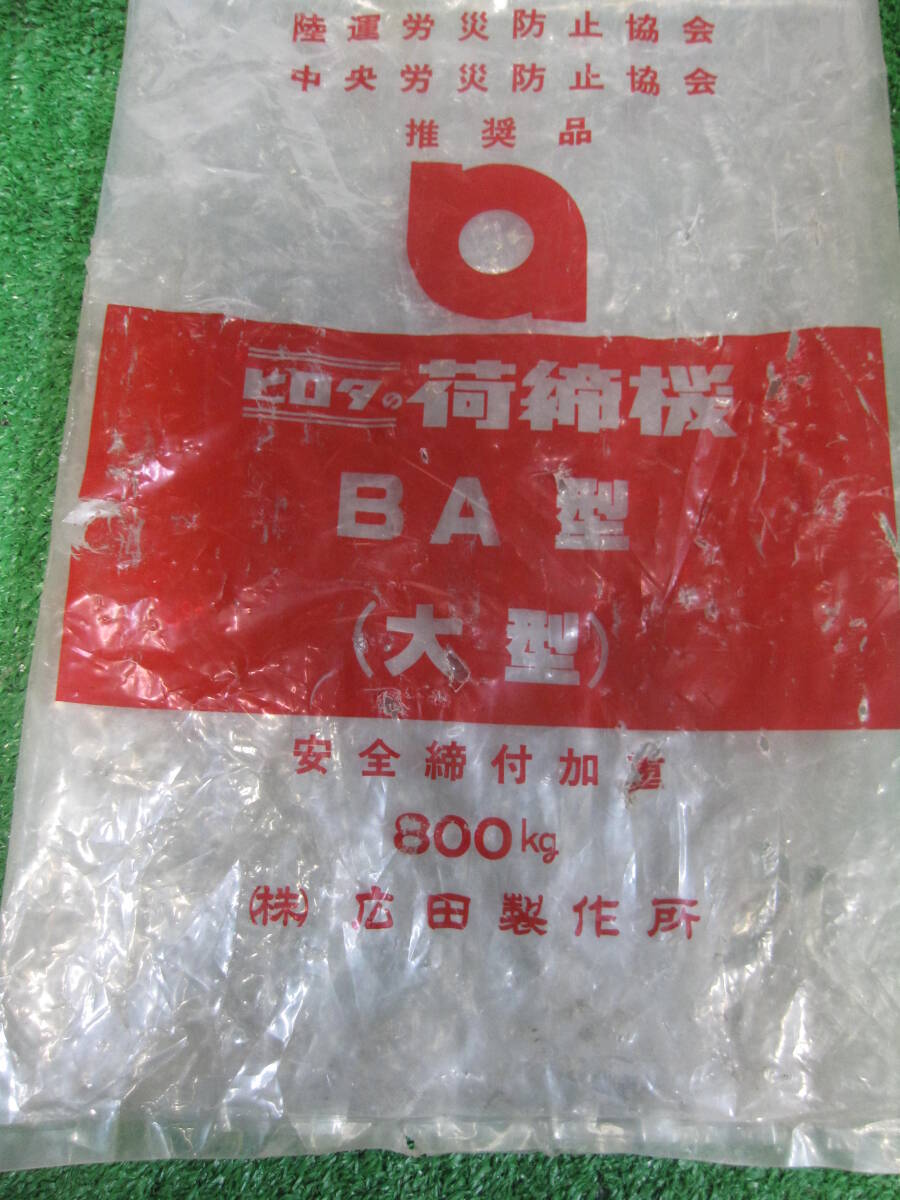 陸運労災防止協会
中央労災防止協会
推奨品
ヒロタの荷締機
BA型
(大型)
安全締付加重
800kg
(株)広田製作所